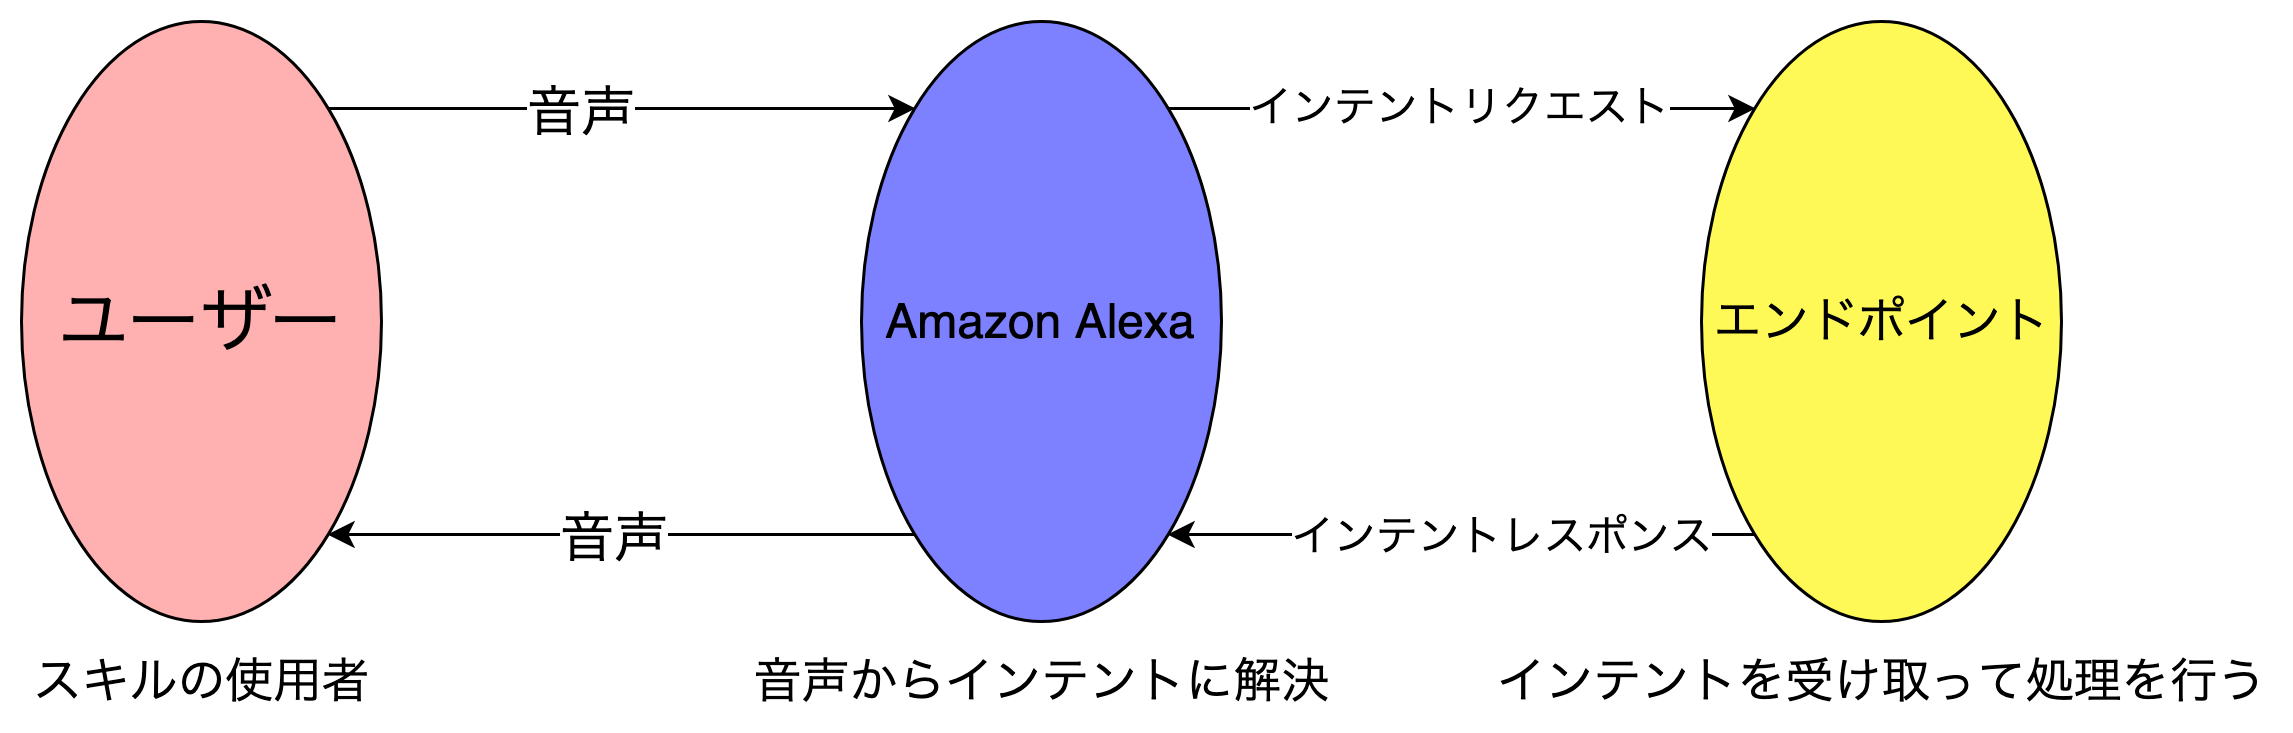 音声
インテントリクエスト
ユーザー
Amazon Alexa
エンドポイント
音声
インテントレスポンス
スキルの使用者
音声からインテントに解決
インテントを受け取って処理を行う